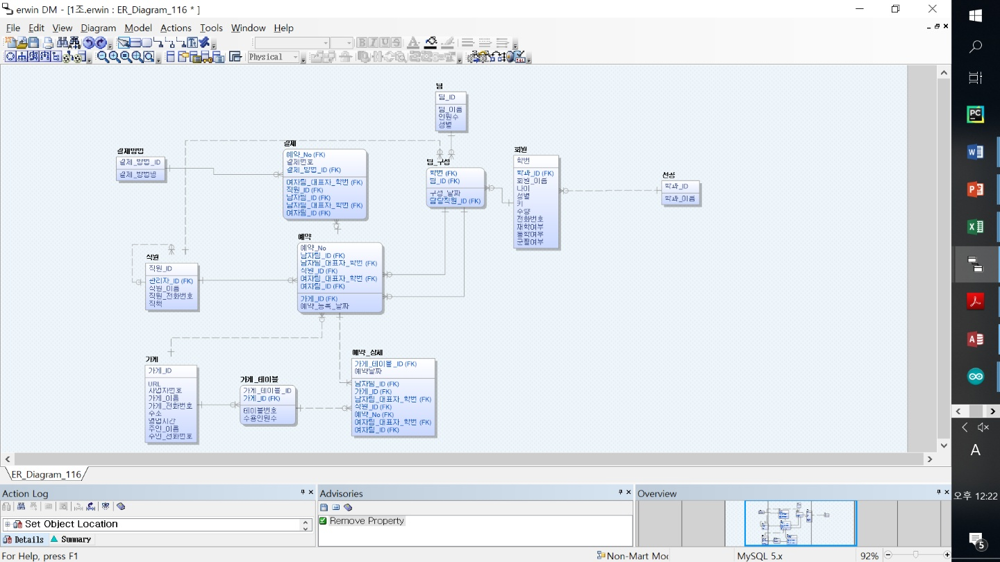 erwin DM - [1조.erwin : ER_Diagram_116 * ]
File Edit View Diagram Model Actions Tools Window Help
Physical
팀
팀_ID
팀_이름
인원수
성별
결제방법
결제_방법_ID
결제_방법명
결제
예약_No (FK)
결제번호
결제_방법_ID (FK)
여자팀_대표자_학번 (FK)
직원_ID (FK)
남자팀_ID (FK)
남자팀_대표자_학번 (FK)
여자팀_ID (FK)
팀_구성
학번 (FK)
팀_ID (FK)
구성_날짜
담당직원_ID (FK)
회원
학번
학과_ID (FK)
회원_이름
나이
성별
키
전화번호
재학여부
군필여부
전공
학과_ID
학과_이름
예약
예약_No
남자팀_ID (FK)
남자팀_대표자_학번 (FK)
직원_ID (FK)
여자팀_대표자_학번 (FK)
여자팀_ID (FK)
가게_ID (FK)
예약_등록_날짜
직원
직원_ID
관리자_ID (FK)
직원_이름
직원_전화번호
직책
가게
가게_ID
URL
사업자번호
가게_이름
가게_전화번호
주소
영업시간
주인_이름
주인_전화번호
가게_테이블
가게_테이블_ID
가게_ID (FK)
테이블번호
수용인원수
예약_상세
가게_테이블_ID (FK)
예약날짜
남자팀_ID (FK)
가게_ID (FK)
남자팀_대표자_학번 (FK)
직원_ID (FK)
예약_No (FK)
여자팀_대표자_학번 (FK)
여자팀_ID (FK)
ER_Diagram_116
Action Log
Set Object Location
Details Summary
Advisories
Remove Property
Overview
For Help, press F1
Non-Mart Mo
MySQL 5.x
92%
A
오후 12:22
5